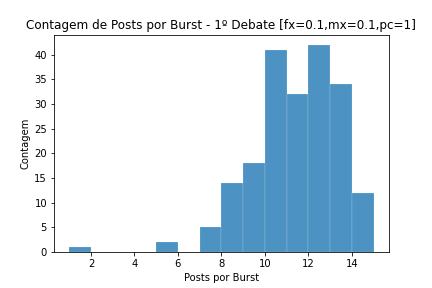 Contagem de Posts por Burst - 1º Debate [fx=0.1,mx=0.1,pc=1]
40
35
30
25
20
15
10
5
0
Contagem
2 4 6 8 10 12 14
Posts por Burst